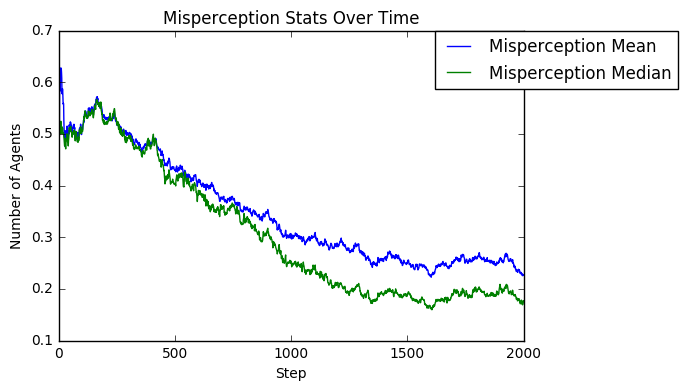 Misperception Stats Over Time
Misperception Mean
Misperception Median
Number of Agents
0.7
0.6
0.5
0.4
0.3
0.2
0.1
0
500
1000
1500
2000
Step